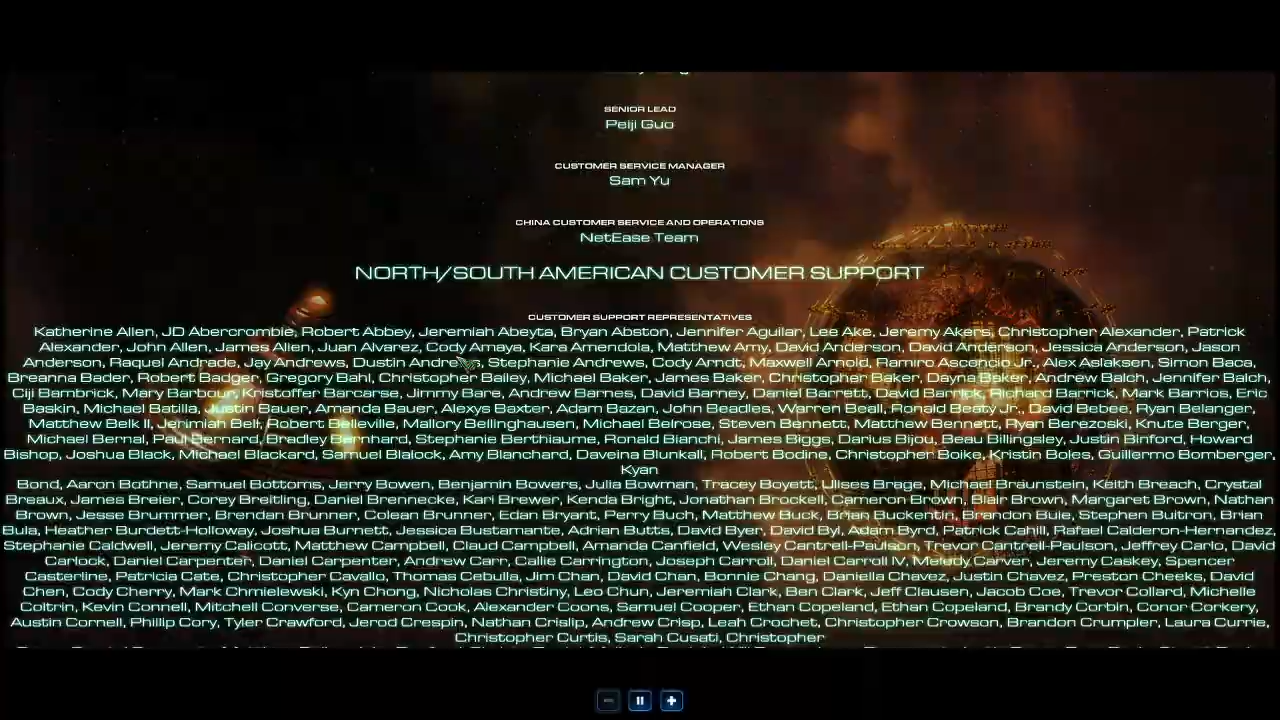 SENIOR LEAD
Peiji Guo
CUSTOMER SERVICE MANAGER
Sam Yu
CHINA CUSTOMER SERVICE AND OPERATIONS
NetEase Team
NORTH/SOUTH AMERICAN CUSTOMER SUPPORT
CUSTOMER SUPPORT REPRESENTATIVES
Katherine Allen, JD Abercrombie, Robert Abbey, Jeremiah Abeyta, Bryan Abston, Jennifer Aguilar, Lee Ake, Jeremy Akers, Christopher Alexander, Patrick
Alexander, John Allen, James Allen, Juan Alvarez, Cody Amaya, Kara Amendola, Matthew Amy, David Anderson, David Anderson, Jessica Anderson, Jason
Anderson, Raquel Andrade, Jay Andrews, Dustin Andrews, Stephanie Andrews, Cody Arndt, Maxwell Arnold, Ramiro Ascencio Jr., Alex Aslaksen, Simon Baca,
Breanna Bader, Robert Badger, Gregory Bahl, Christopher Bailey, Michael Baker, James Baker, Christopher Baker, Dayna Baker, Andrew Balch, Jennifer Balch,
Ciji Bambrick, Mary Barbour, Kristoffer Barcarse, Jimmy Bare, Andrew Barnes, David Barney, Daniel Barrett, David Barrick, Richard Barrick, Mark Barrios, Eric
Baskin, Michael Batilla, Justin Bauer, Amanda Bauer, Alexys Baxter, Adam Bazan, John Beadles, Warren Beall, Ronald Beaty Jr., David Bebee, Ryan Belanger,
Matthew Belk II, Jerimiah Bell, Robert Belleville, Mallory Bellinghausen, Michael Belrose, Steven Bennett, Matthew Bennett, Ryan Berezoski, Knute Berger,
Michael Bernal, Paul Bernard, Bradley Bernhard, Stephanie Berthiaume, Ronald Bianchi, James Biggs, Darius Bijou, Beau Billingsley, Justin Binford, Howard
Bishop, Joshua Black, Michael Blackard, Samuel Blalock, Amy Blanchard, Daveina Blunkall, Robert Bodine, Christopher Boike, Kristin Boles, Guillermo Bomberger,
Kyan
Bond, Aaron Bothne, Samuel Bottoms, Jerry Bowen, Benjamin Bowers, Julia Bowman, Tracey Boyett, Ulises Brage, Michael Braunstein, Keith Breach, Crystal
Breaux, James Breier, Corey Breitling, Daniel Brennecke, Kari Brewer, Kenda Bright, Jonathan Brockell, Cameron Brown, Blair Brown, Margaret Brown, Nathan
Brown, Jesse Brummer, Brendan Brunner, Colean Brunner, Edan Bryant, Perry Buch, Matthew Buck, Brian Buckentin, Brandon Buie, Stephen Bultron, Brian
Bula, Heather Burdett-Holloway, Joshua Burnett, Jessica Bustamante, Adrian Butts, David Byer, David Byl, Adam Byrd, Patrick Cahill, Rafael Calderon-Hernandez,
Stephanie Caldwell, Jeremy Calicott, Matthew Campbell, Claud Campbell, Amanda Canfield, Wesley Cantrell-Paulson, Trevor Cantrell-Paulson, Jeffrey Carlo, David
Carlock, Daniel Carpenter, Daniel Carpenter, Andrew Carr, Callie Carrington, Joseph Carroll, Daniel Carroll IV, Melody Carver, Jeremy Caskey, Spencer
Casterline, Patricia Cate, Christopher Cavallo, Thomas Cebulla, Jim Chan, David Chan, Bonnie Chang, Daniella Chavez, Justin Chavez, Preston Cheeks, David
Chen, Cody Cherry, Mark Chmielewski, Kyn Chong, Nicholas Christiny, Leo Chun, Jeremiah Clark, Ben Clark, Jeff Clausen, Jacob Coe, Trevor Collard, Michelle
Coltrin, Kevin Connell, Mitchell Converse, Cameron Cook, Alexander Coons, Samuel Cooper, Ethan Copeland, Ethan Copeland, Brandy Corbin, Conor Corkery,
Austin Cornell, Phillip Cory, Tyler Crawford, Jerod Crespin, Nathan Crislip, Andrew Crisp, Leah Crochet, Christopher Crowson, Brandon Crumpler, Laura Currie,
Christopher Curtis, Sarah Cusati, Christopher